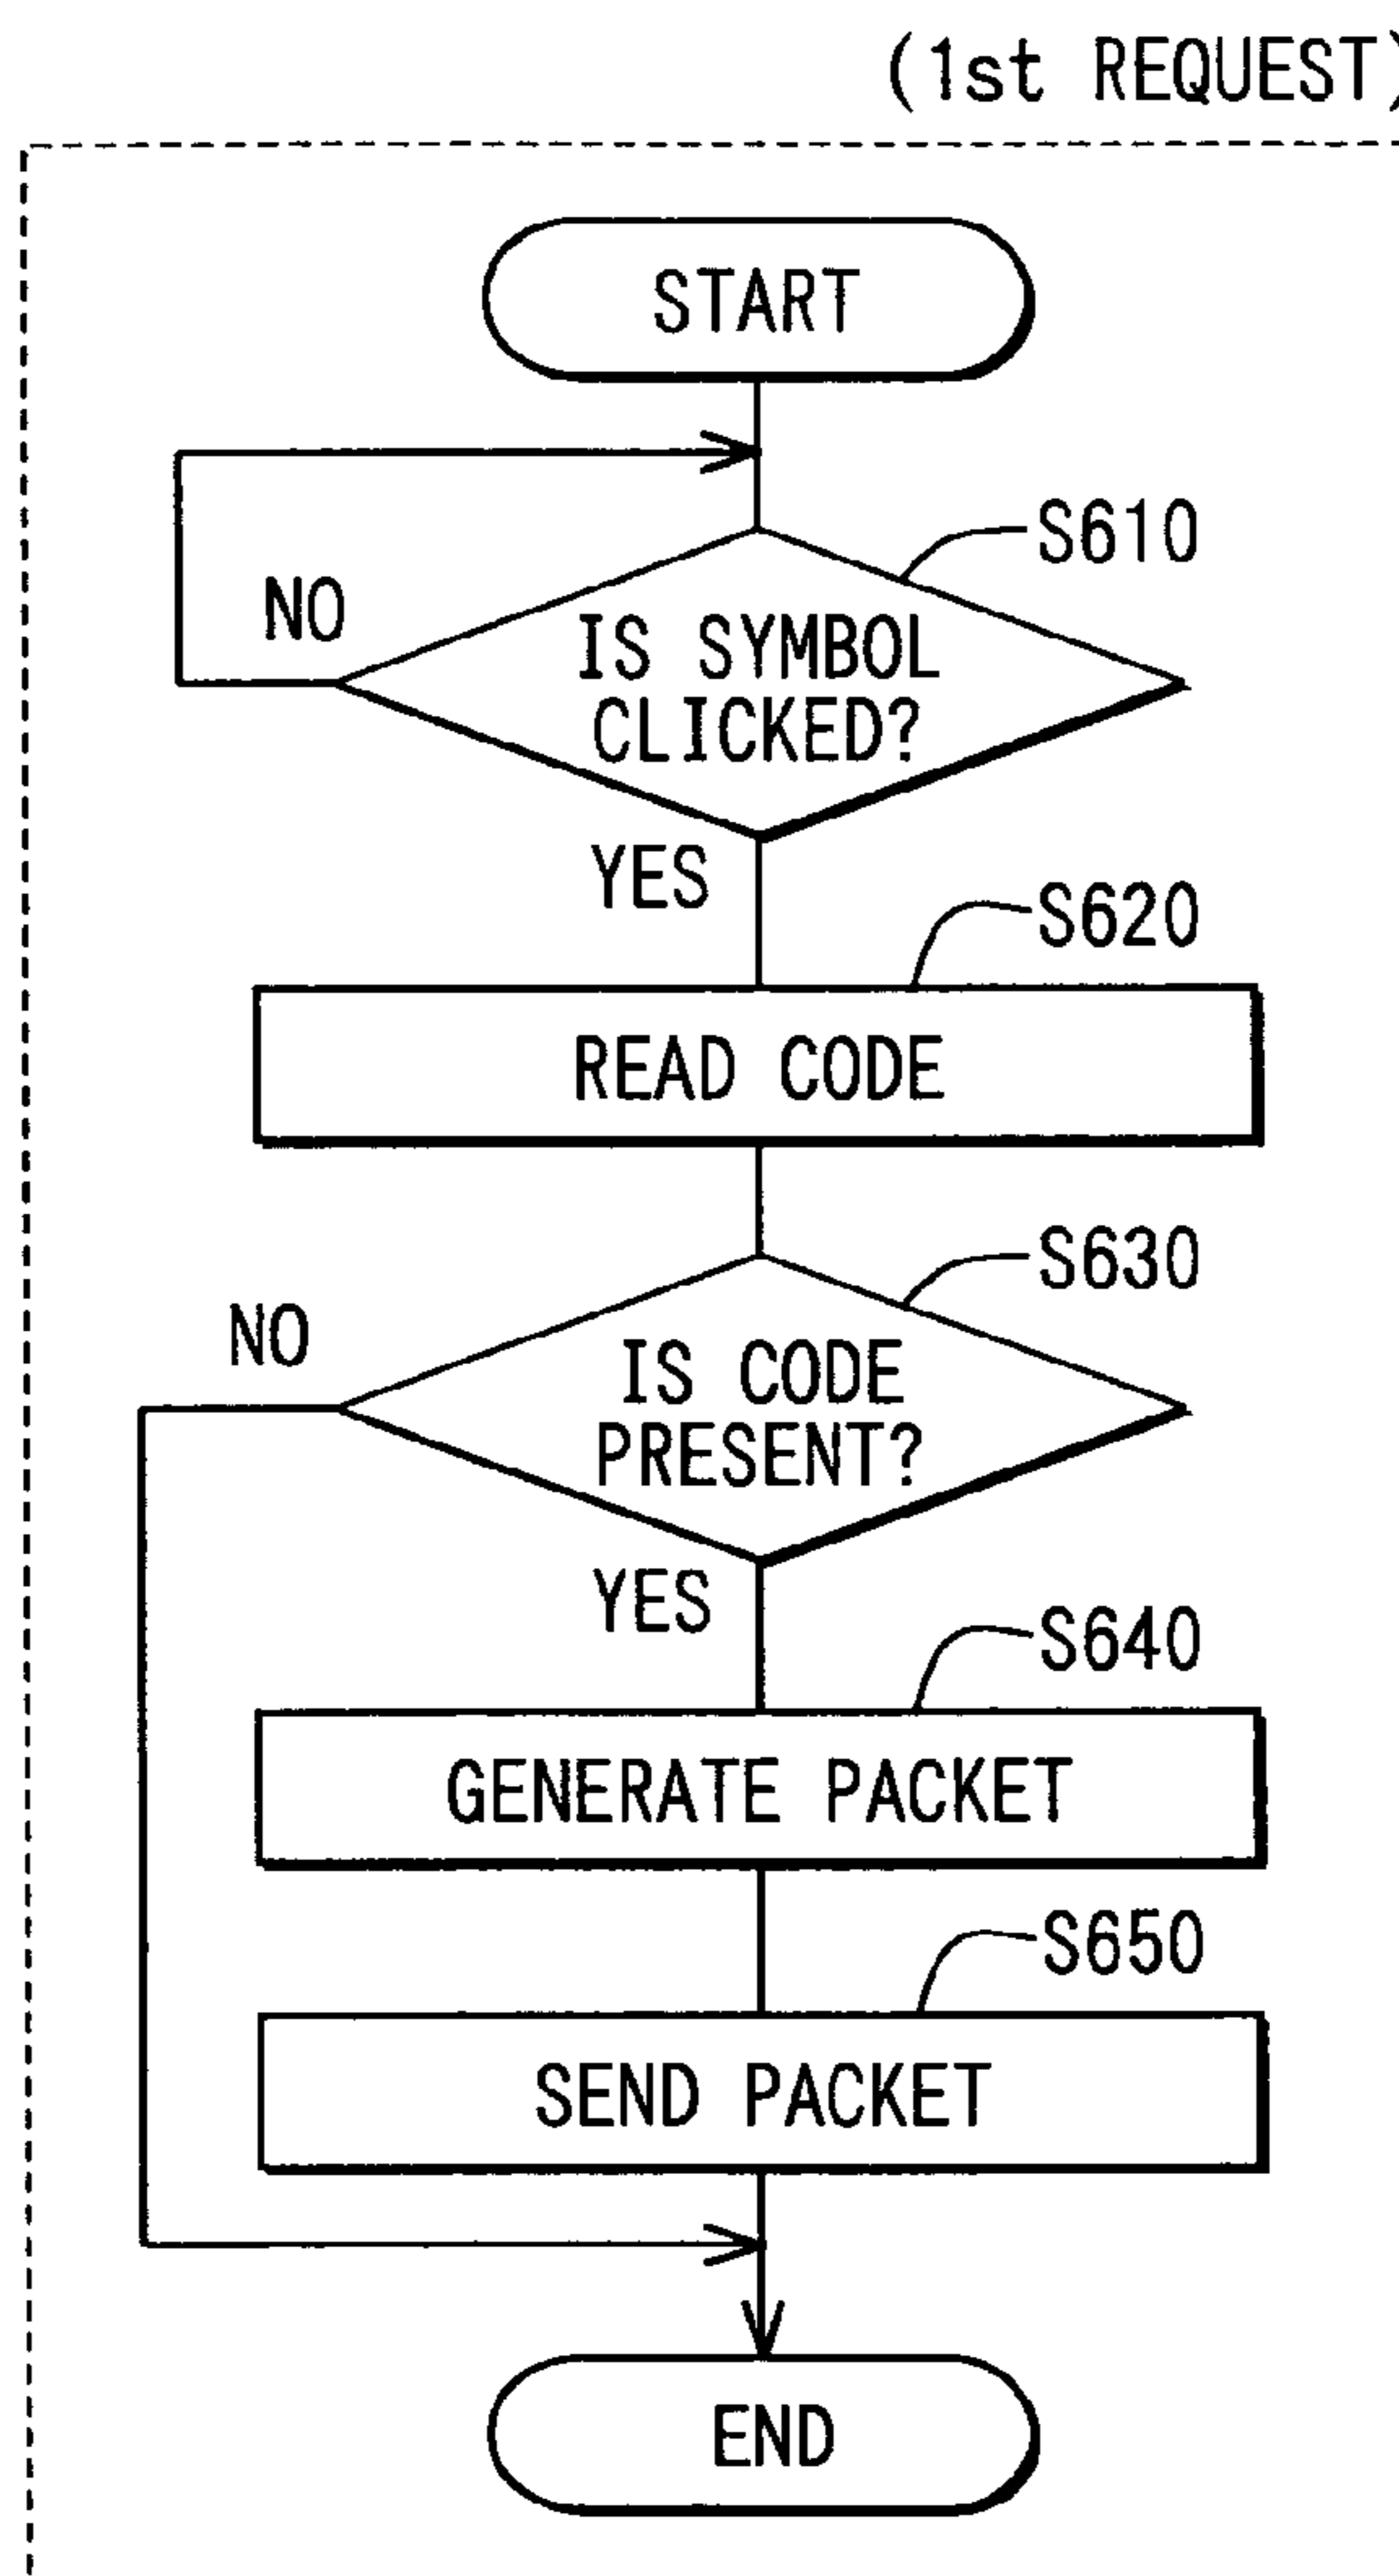 (1st REQUEST)
START
S610
NO
IS SYMBOL
CLICKED?
YES
S620
READ CODE
S630
NO
IS CODE
PRESENT?
YES
S640
GENERATE PACKET
S650
SEND PACKET
END